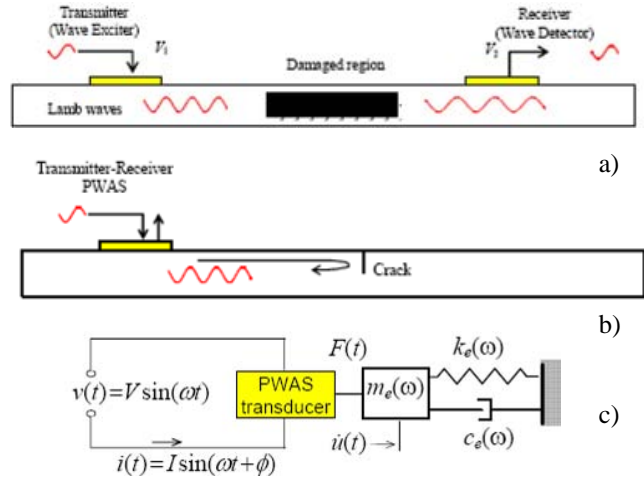 Transmitter
(Wave Exciter)
V₁
Receiver
(Wave Detector)
V₂
Damaged region
Lamb waves
a)
Transmitter-Receiver
PWAS
Crack
b)
F(t)
kₑ(ω)
v(t)=V sin(ωt)
PWAS
transducer
mₑ(ω)
c)
u̇(t)
cₑ(ω)
i(t)=I sin(ωt+ϕ)